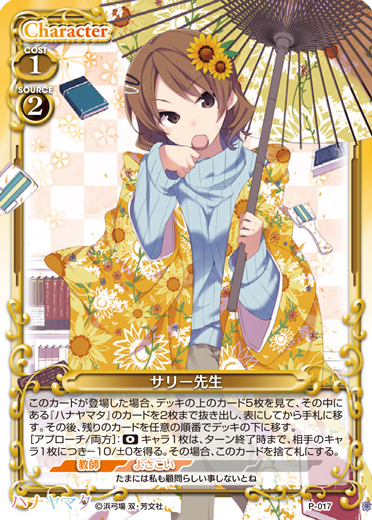 Character
COST
1
SOURCE
2
サリー先生
このカードが登場した場合、デッキの上のカード5枚を見て、その中に
ある『ハナヤマタ』のカードを2枚まで抜き出し、表にしてから手札に移
す。その後、残りのカードを任意の順番でデッキの下に移す。
[アプローチ/両方]: キャラ1枚は、ターン終了時まで、相手のキャ
ラ1枚につき−10/±0を得る。その場合、このカードを捨て札にする。
教師 よさこい
たまには私も顧問らしい事しないとね
ハナヤマタ
©浜弓場 双・芳文社
P-017